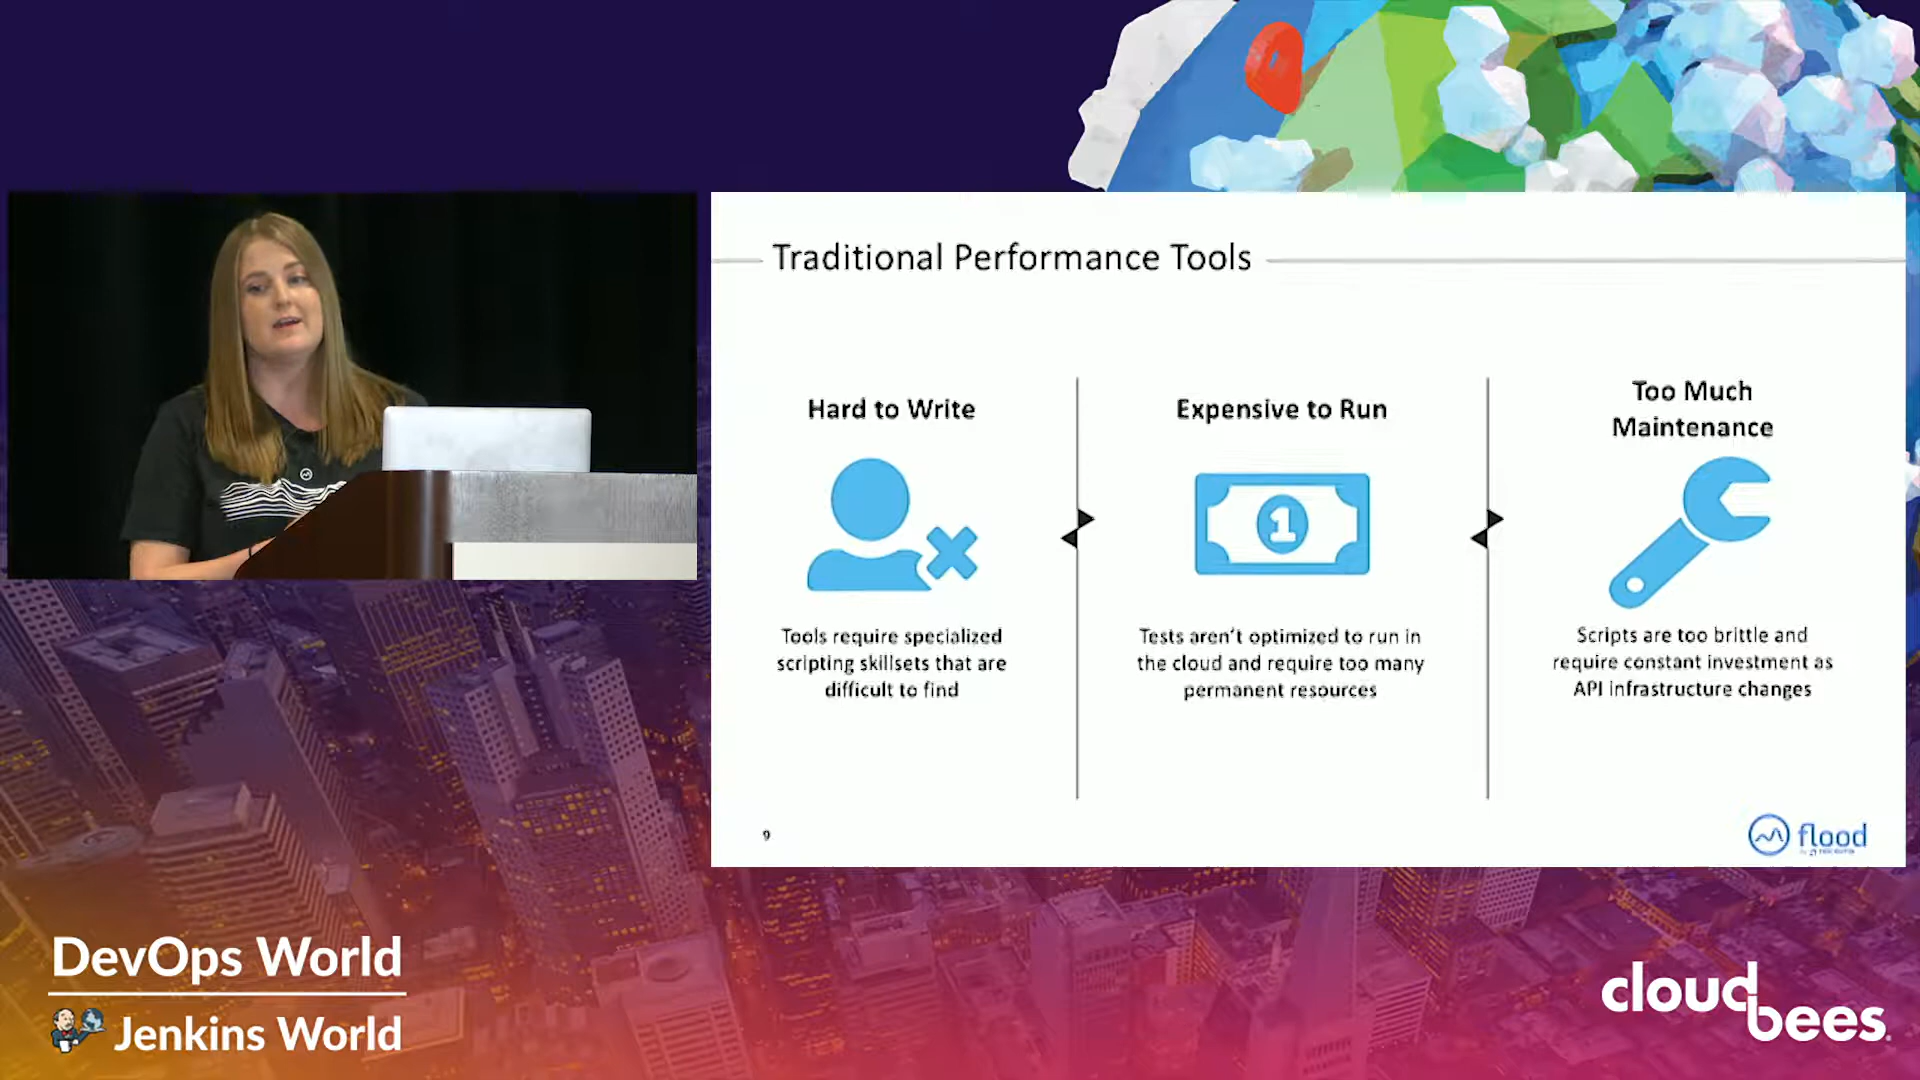 Traditional Performance Tools
Hard to Write
Tools require specialized
scripting skillsets that are
difficult to find
Expensive to Run
1
Tests aren't optimized to run in
the cloud and require too many
permanent resources
Too Much
Maintenance
Scripts are too brittle and
require constant investment as
API infrastructure changes
9
flood
DevOps World
Jenkins World
cloudbees